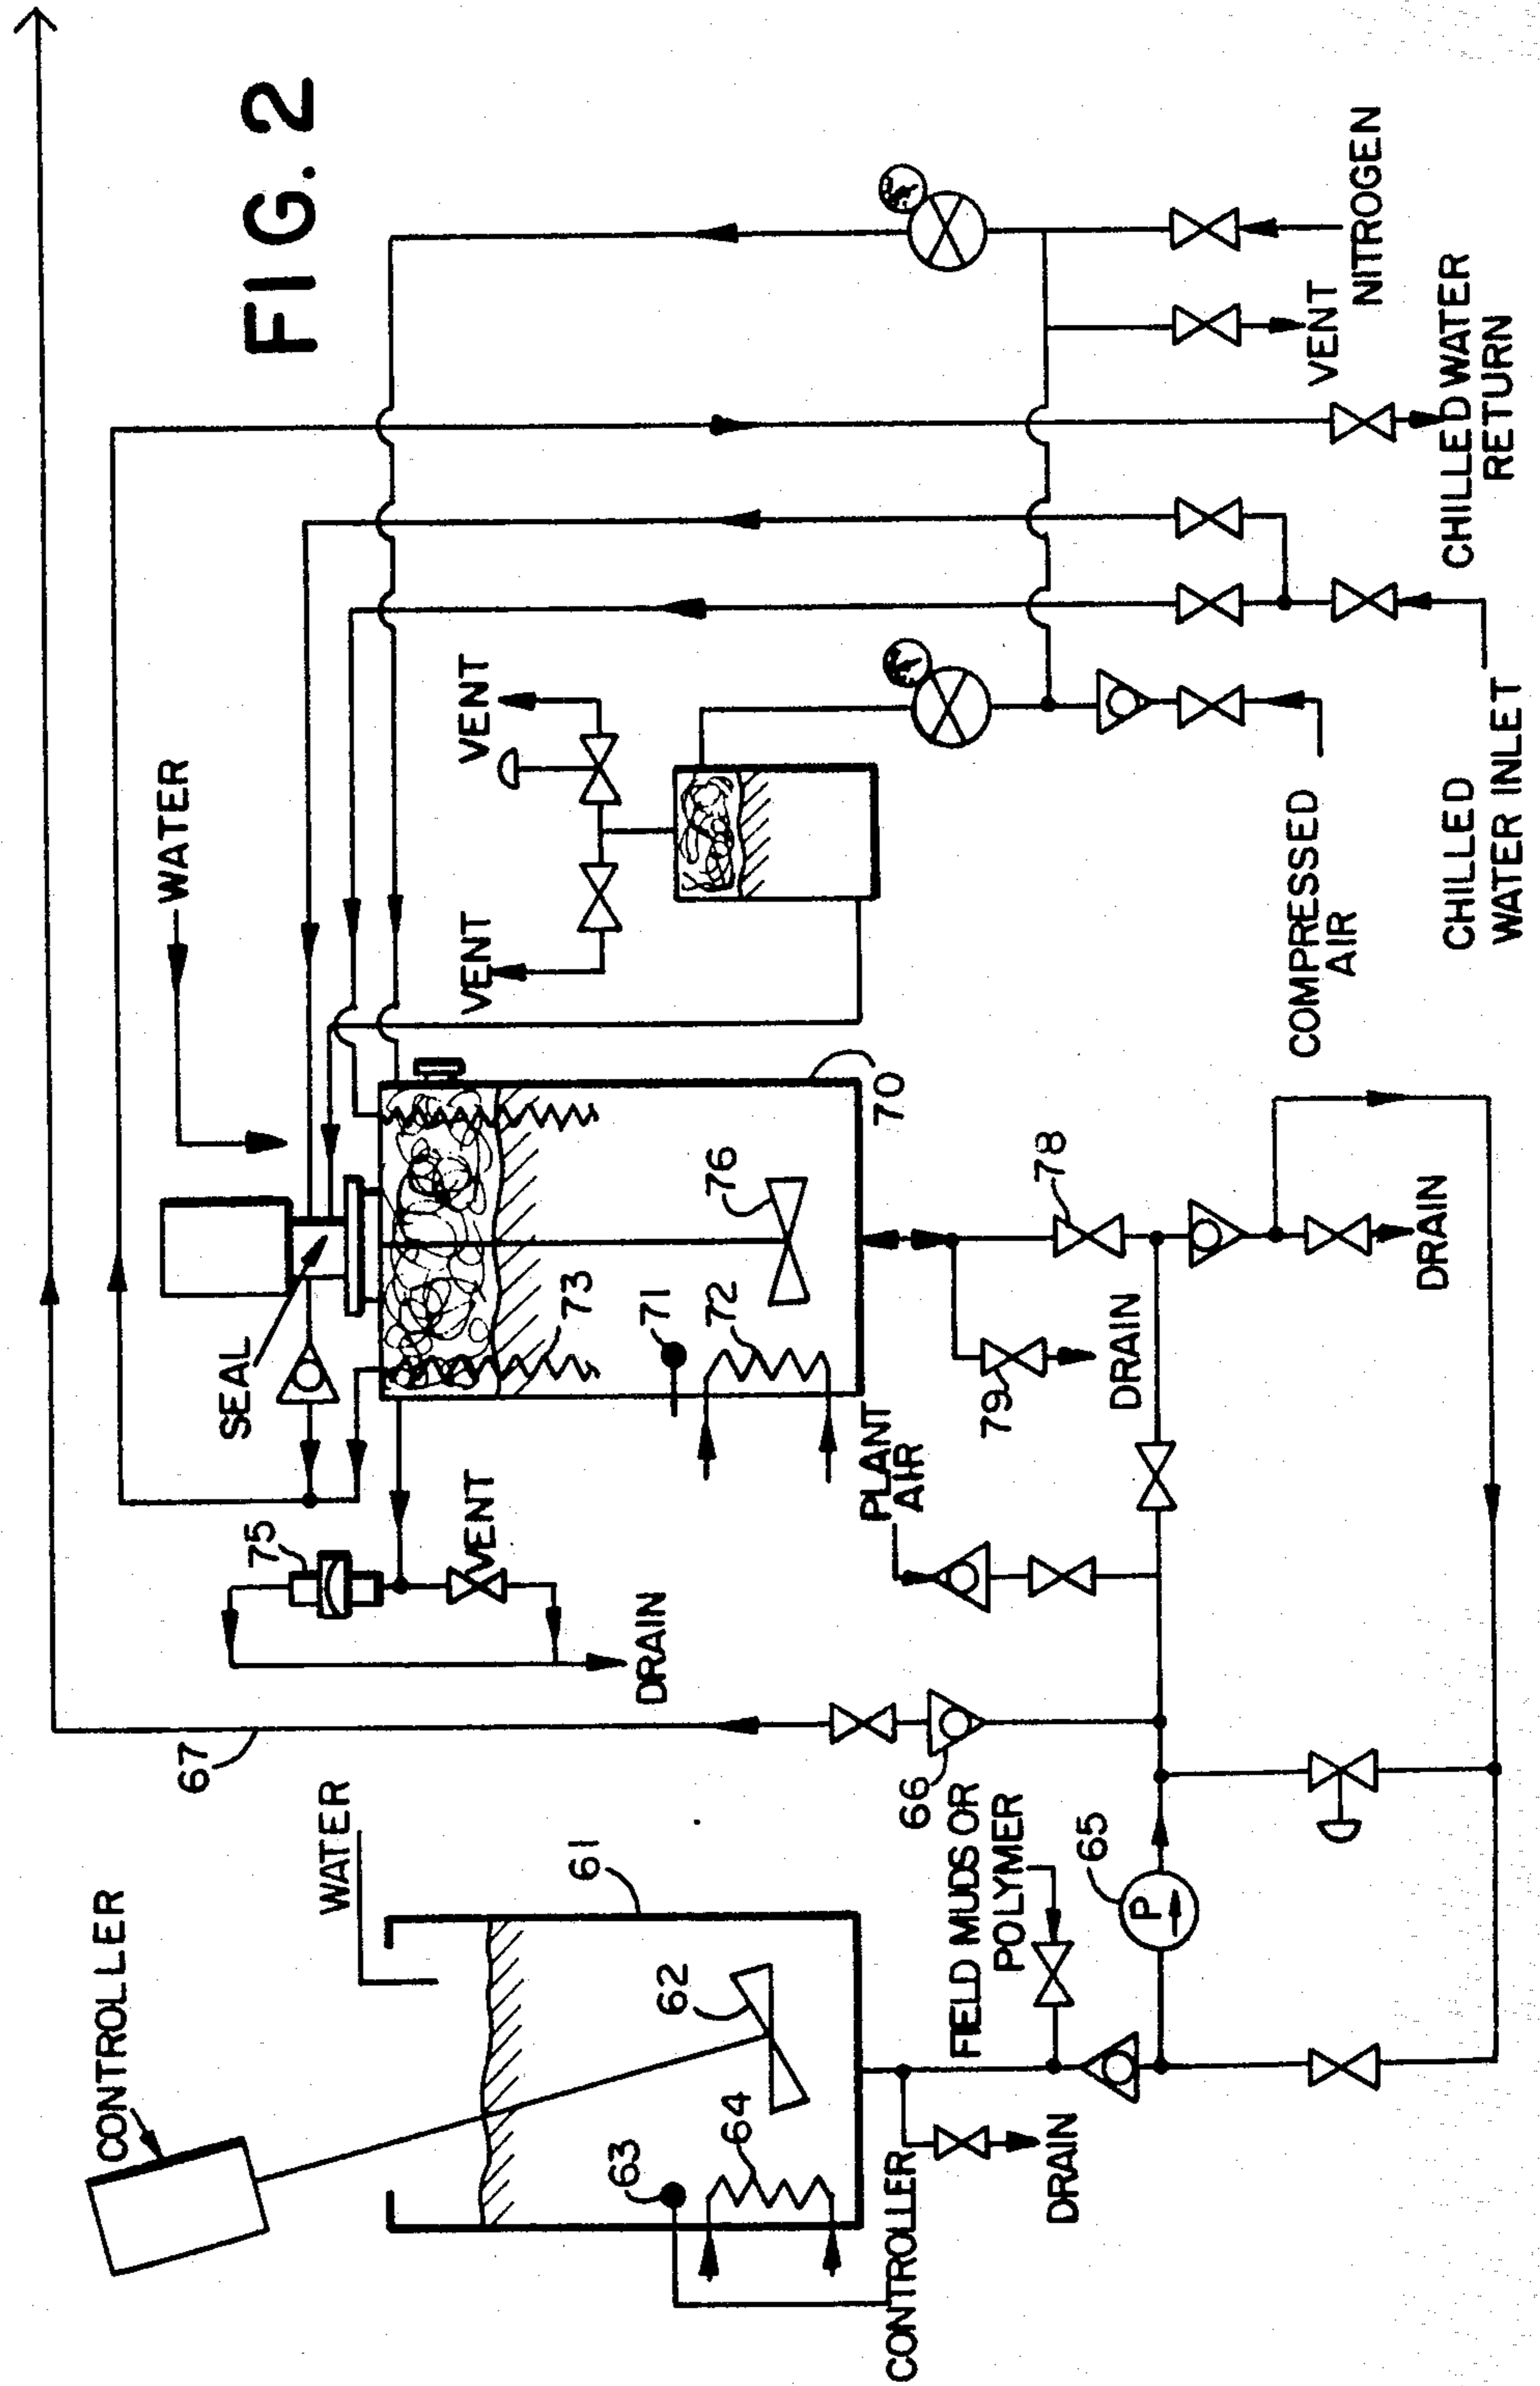 FIG. 2
CONTROLLER
WATER
61
62
63
64
CONTROLLER
DRAIN
FIELD MUDS OR
POLYMER
65
66
67
75
VENT
DRAIN
SEAL
WATER
73
71
72
76
70
PLANT
AIR
79
DRAIN
78
DRAIN
VENT
VENT
COMPRESSED
AIR
CHILLED
WATER INLET
CHILLED WATER
RETURN
VENT
NITROGEN
P